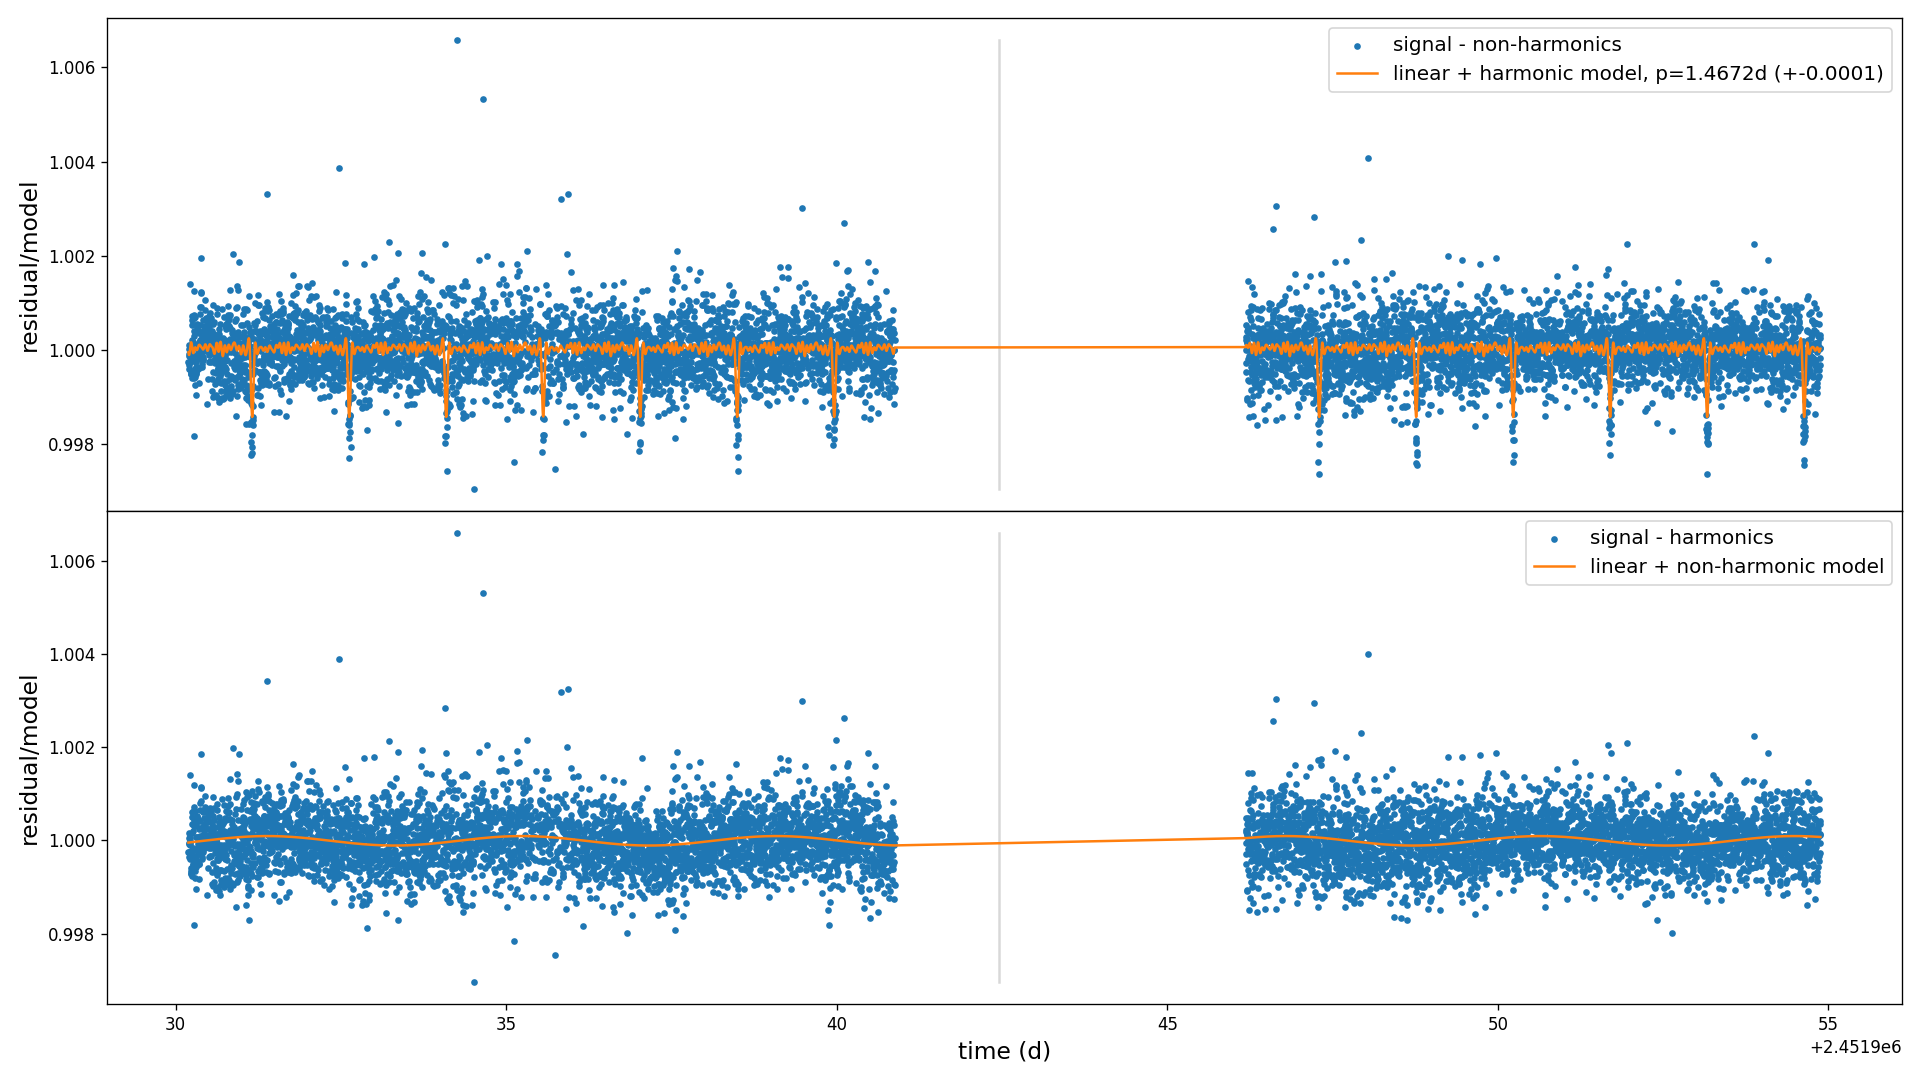 signal - non-harmonics
linear + harmonic model, p=1.4672d (+-0.0001)
1.006
1.004
1.002
1.000
0.998
residual/model
signal - harmonics
linear + non-harmonic model
1.006
1.004
1.002
1.000
0.998
residual/model
30
35
40
45
50
55
time (d)
+2.4519e6